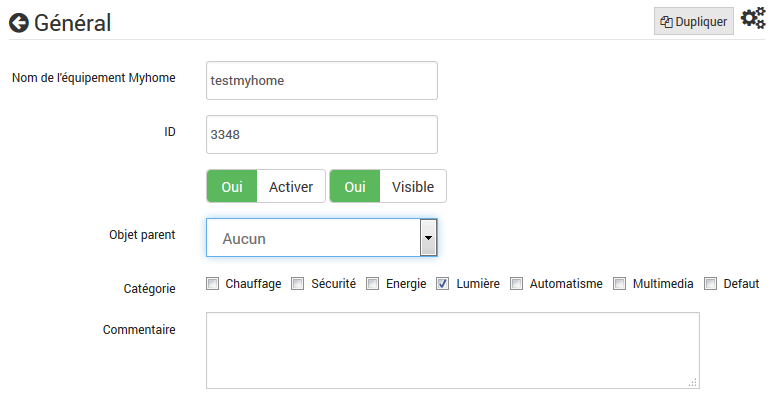 Général
Dupliquer
Nom de l'équipement Myhome
testmyhome
ID
3348
Oui Activer Oui Visible
Objet parent
Aucun
Catégorie
Chauffage Sécurité Energie Lumière Automatisme Multimedia Defaut
Commentaire